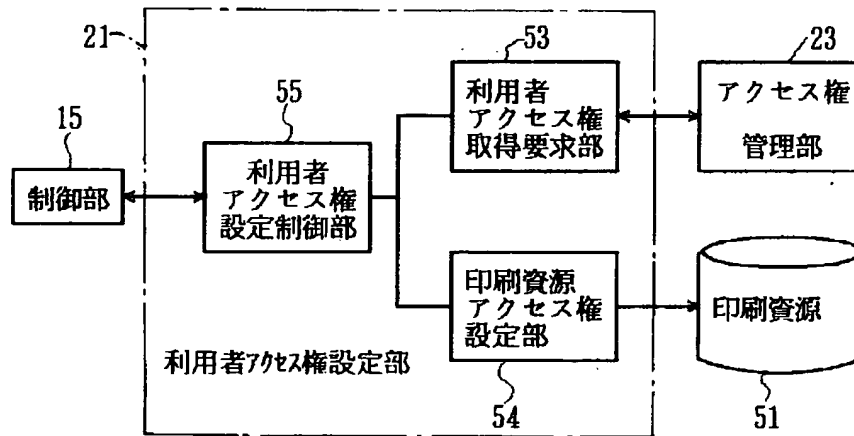 21
53
23
利用者
アクセス権
取得要求部
アクセス権
管理部
55
15
利用者
アクセス権
設定制御部
制御部
印刷資源
アクセス権
設定部
印刷資源
利用者アクセス権設定部
54
51